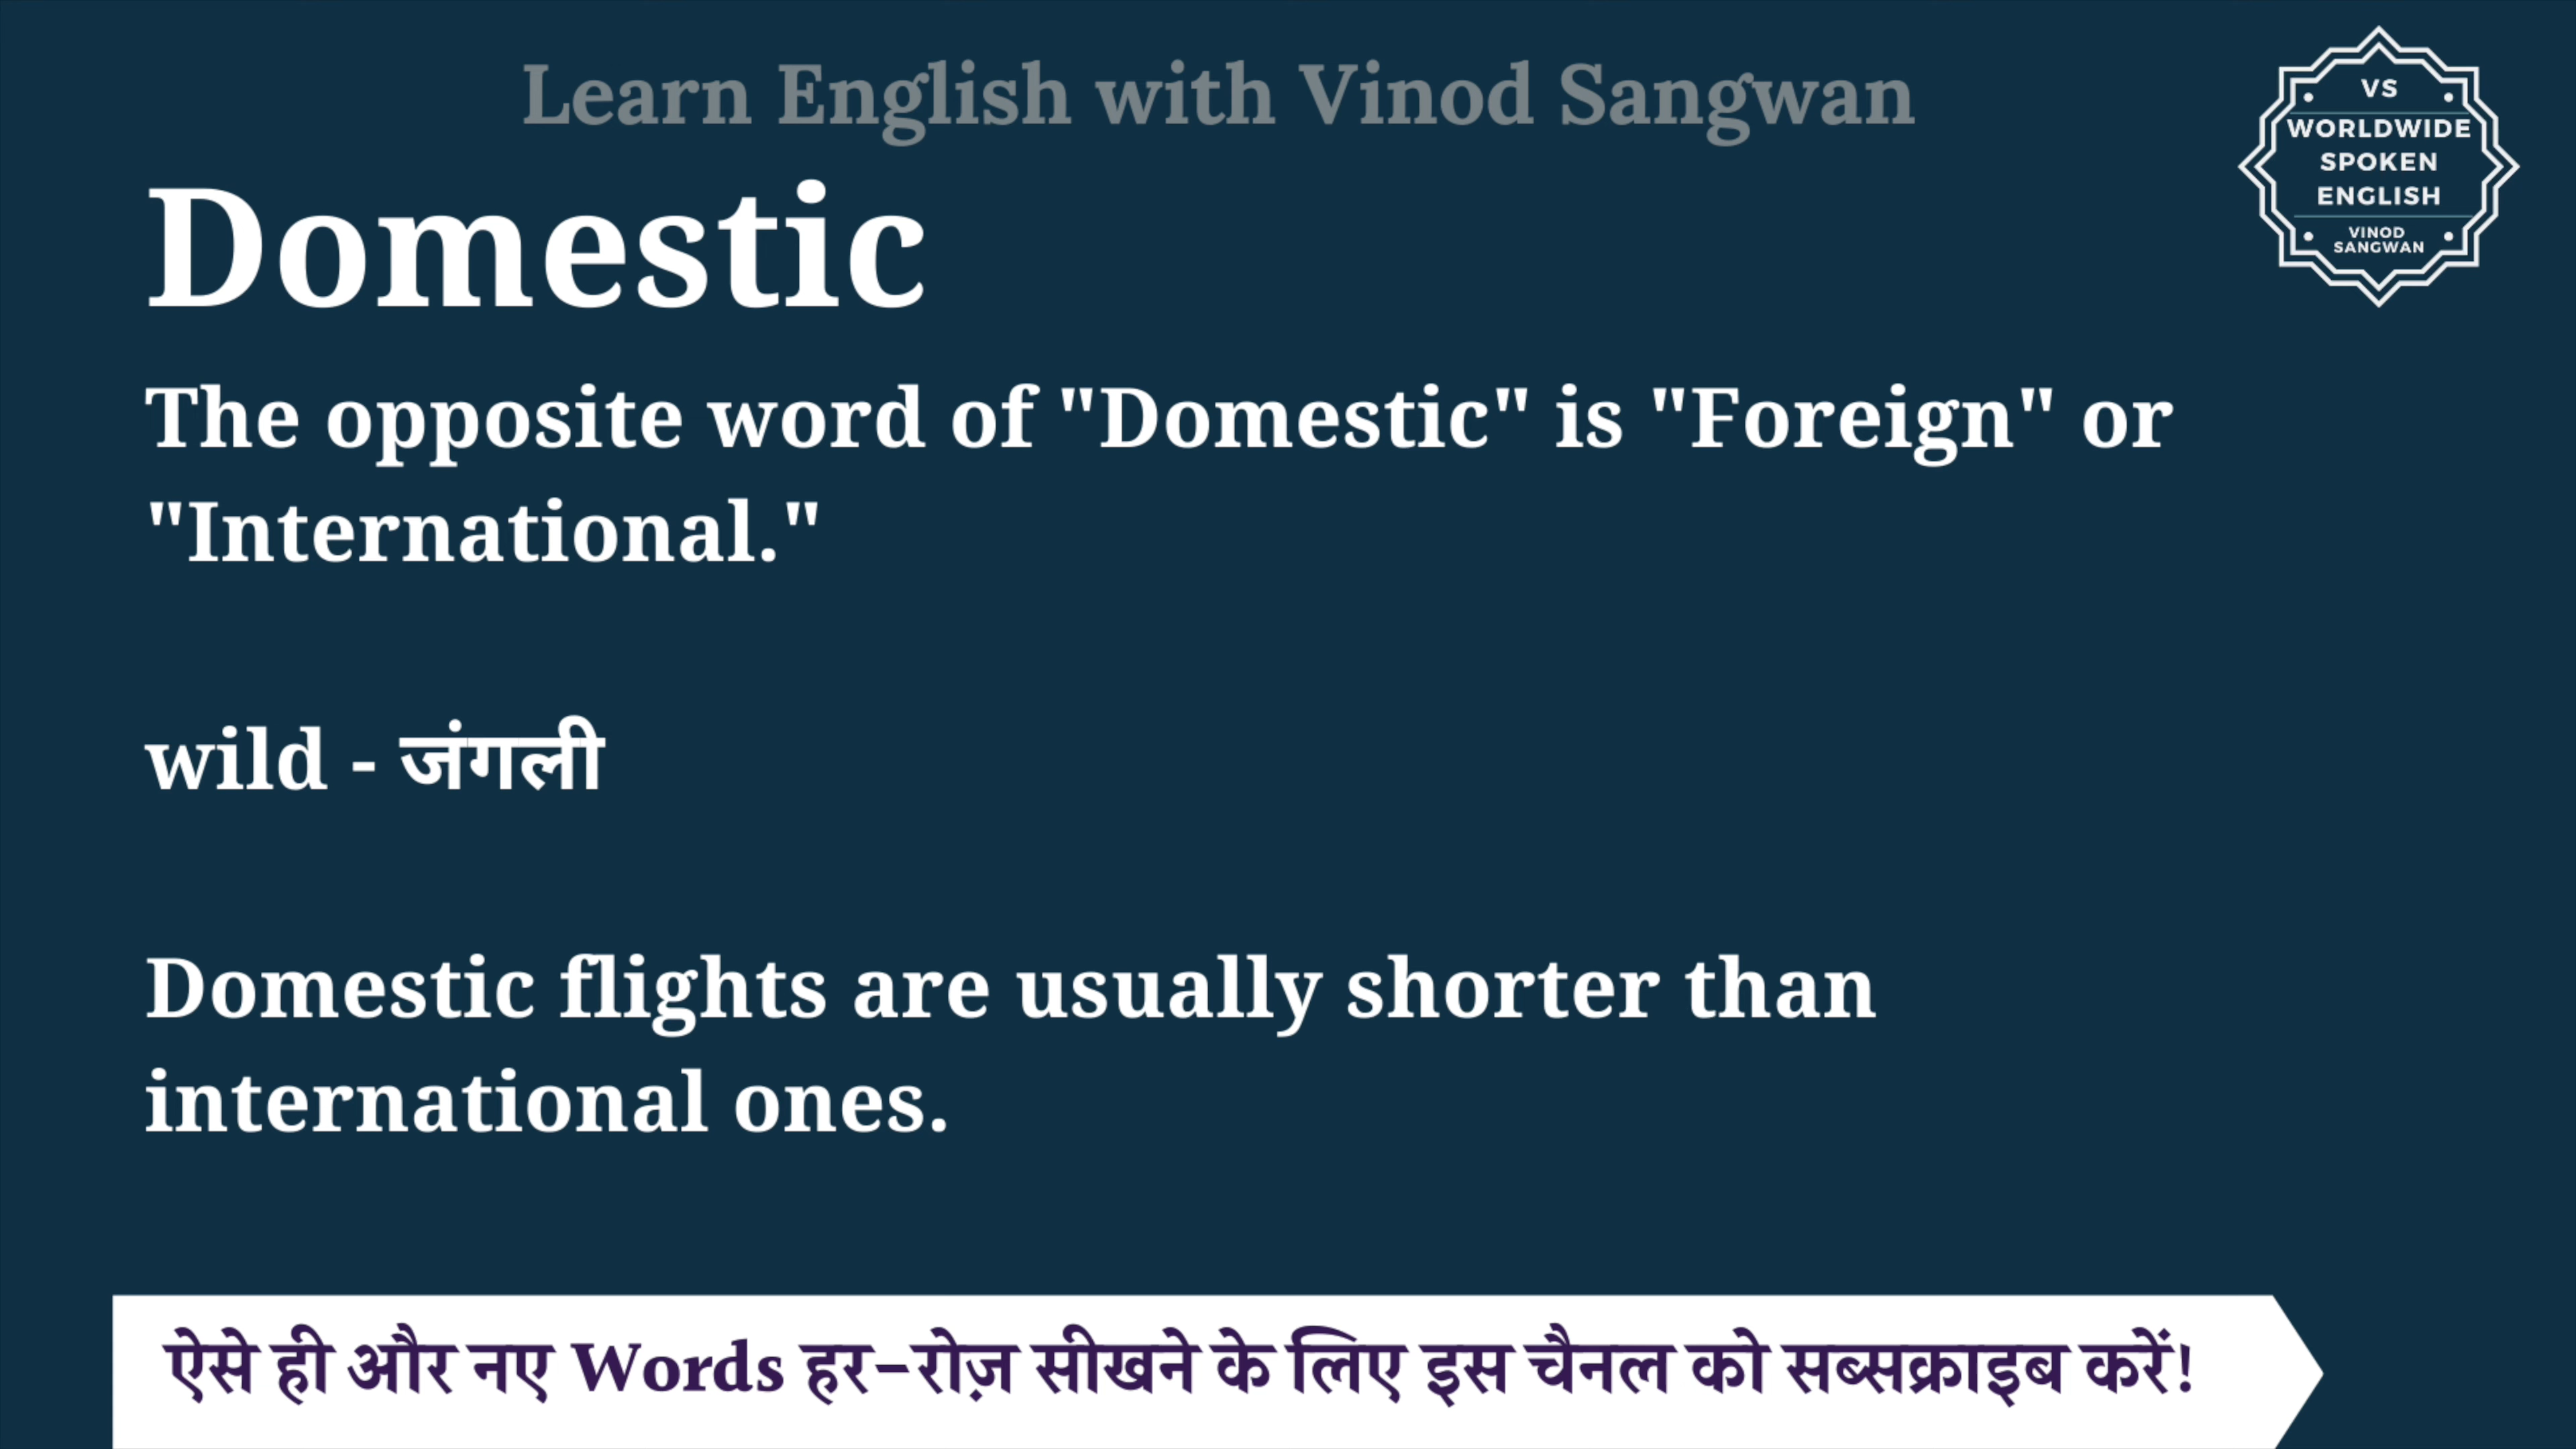 Learn English with Vinod Sangwan
VS
WORLDWIDE
SPOKEN
ENGLISH
VINOD
SANGWAN
Domestic
The opposite word of "Domestic" is "Foreign" or
"International."
wild - जंगली
Domestic flights are usually shorter than
international ones.
ऐसे ही और नए Words हर-रोज़ सीखने के लिए इस चैनल को सब्सक्राइब करें!